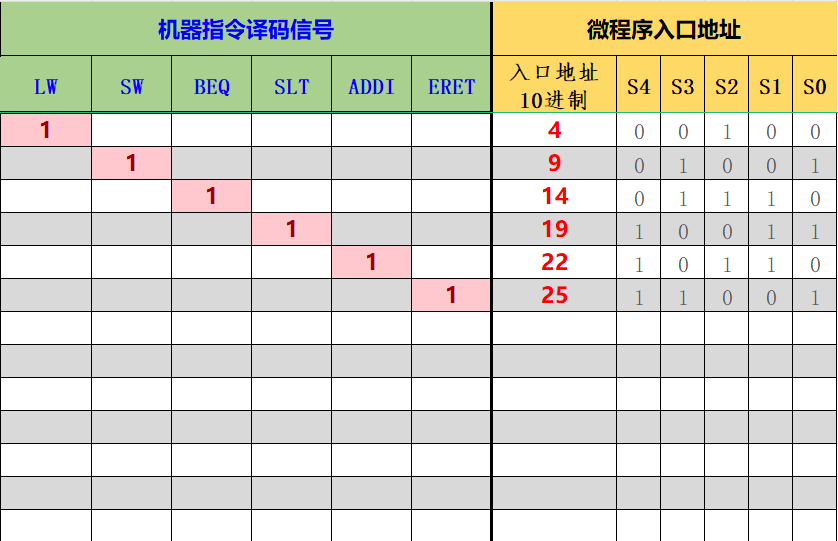 机器指令译码信号 微程序入口地址
LW SW BEQ SLT ADDI ERET 入口地址 S4 S3 S2 S1 S0
10进制
1 4 0 0 1 0 0
1 9 0 1 0 0 1
1 14 0 1 1 1 0
1 19 1 0 0 1 1
1 22 1 0 1 1 0
1 25 1 1 0 0 1